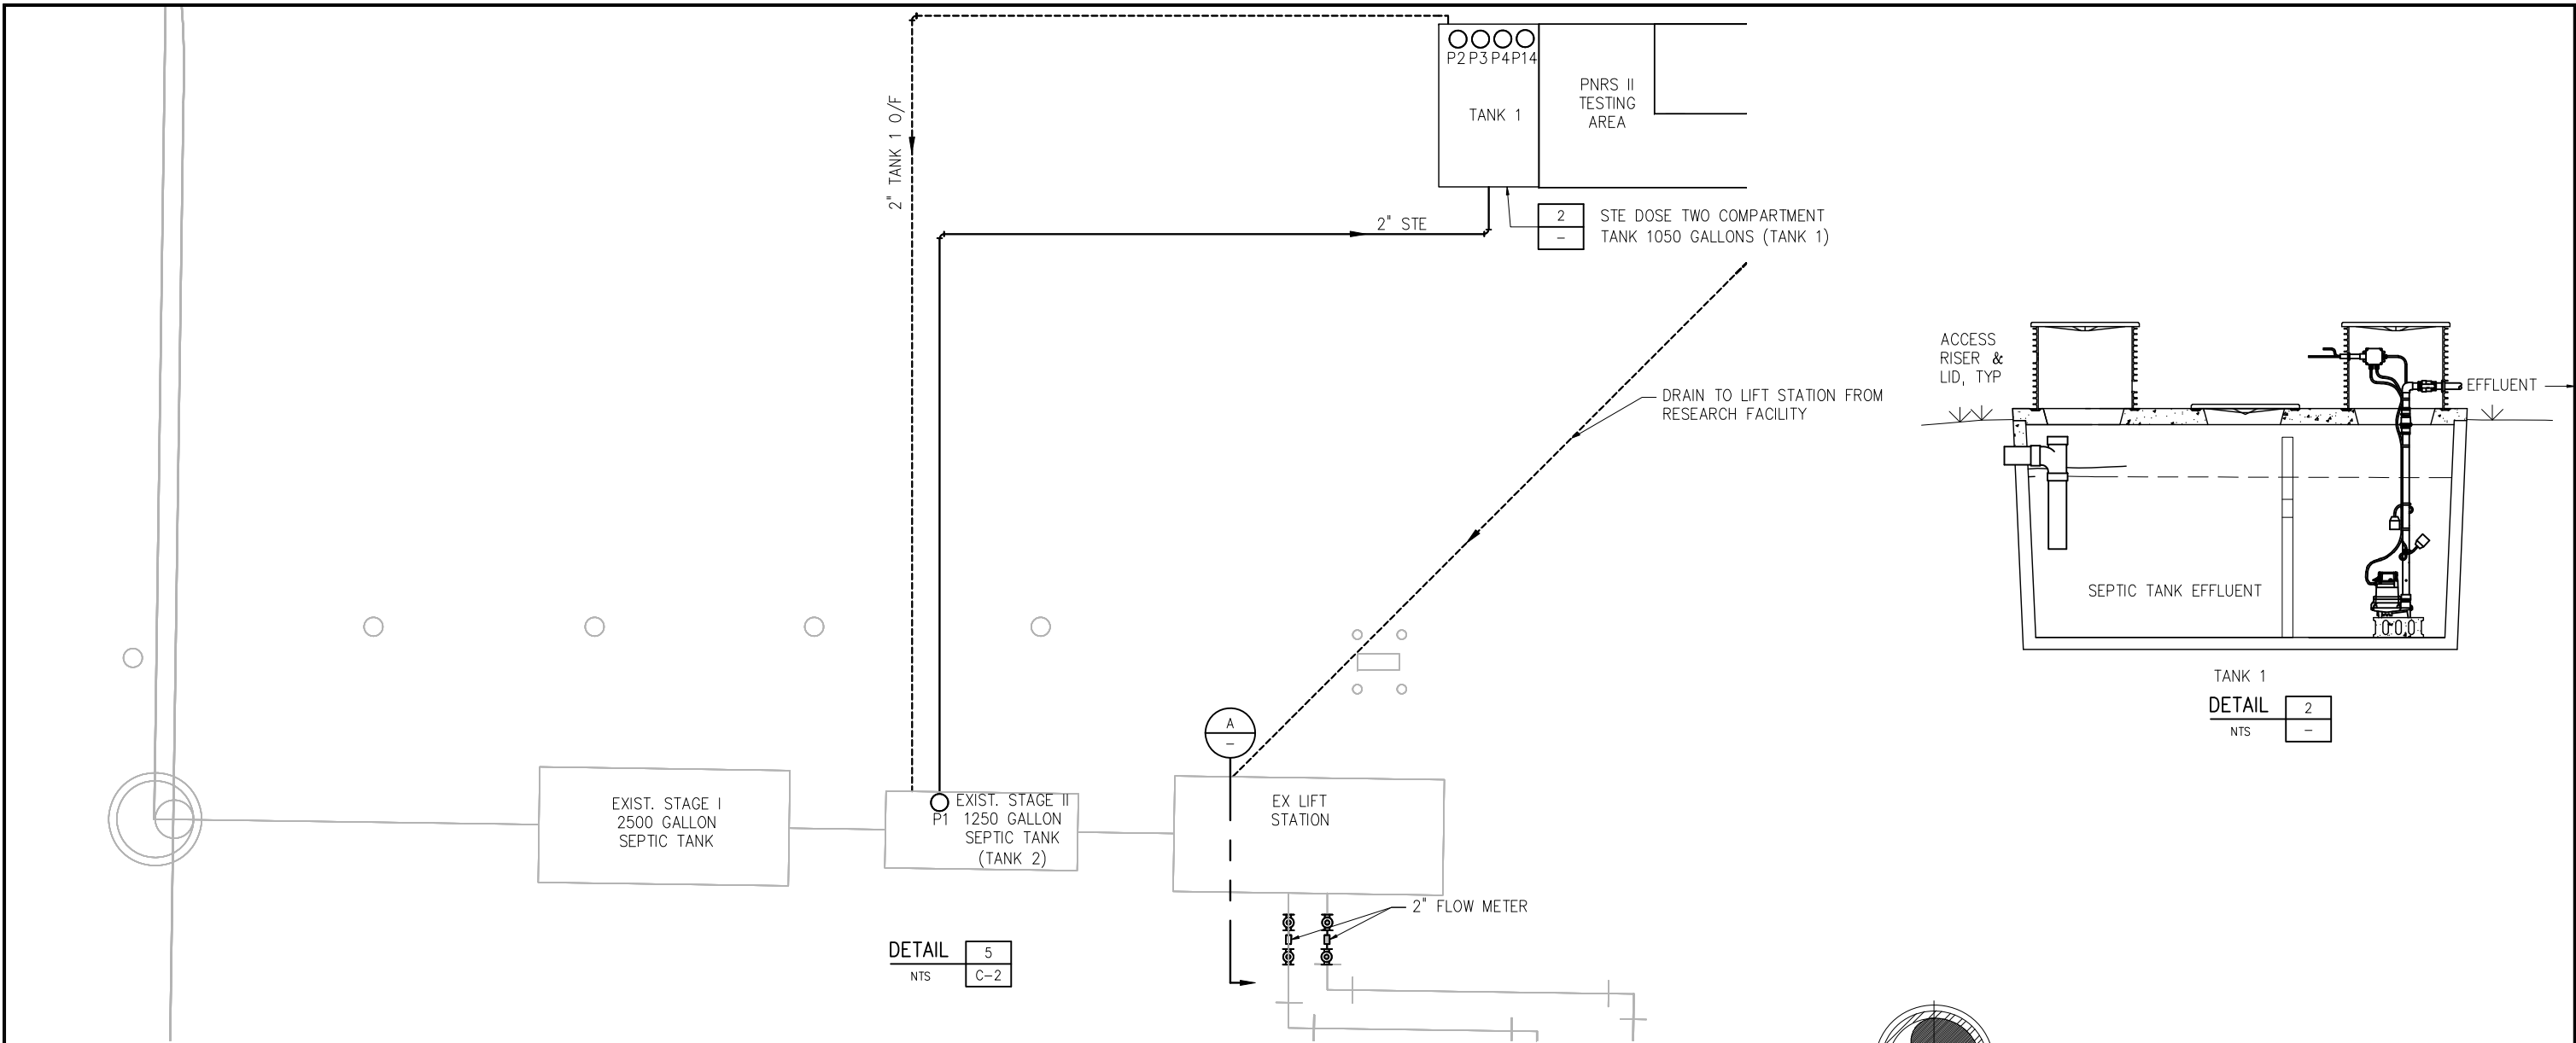 P2 P3 P4 P14
TANK 1
PNRS II
TESTING
AREA
2" TANK 1 O/F
2" STE
2
-
STE DOSE TWO COMPARTMENT
TANK 1050 GALLONS (TANK 1)
DRAIN TO LIFT STATION FROM
RESEARCH FACILITY
ACCESS
RISER &
LID, TYP
EFFLUENT
SEPTIC TANK EFFLUENT
TANK 1
DETAIL 2
NTS -
A
-
EXIST. STAGE I
2500 GALLON
SEPTIC TANK
P1
EXIST. STAGE II
1250 GALLON
SEPTIC TANK
(TANK 2)
EX LIFT
STATION
2" FLOW METER
DETAIL 5
NTS C-2